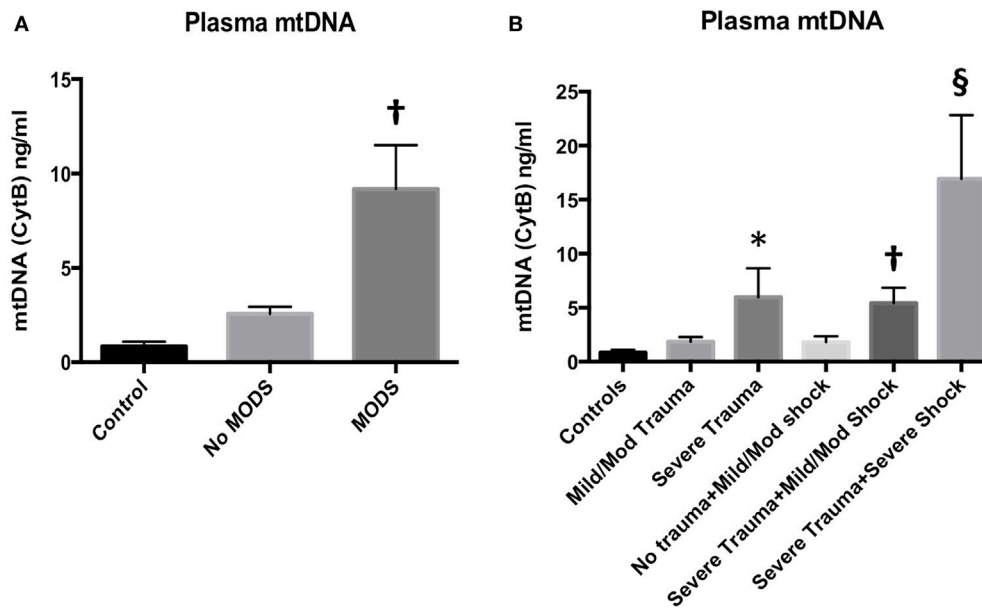 A
Plasma mtDNA
mtDNA (CytB) ng/ml
15
10
5
0
†
Control
No MODS
MODS
B
Plasma mtDNA
mtDNA (CytB) ng/ml
25
20
15
10
5
0
*
†
§
Controls
Mild/Mod Trauma
Severe Trauma
No trauma+Mild/Mod shock
Severe Trauma+Mild/Mod Shock
Severe Trauma+Severe Shock